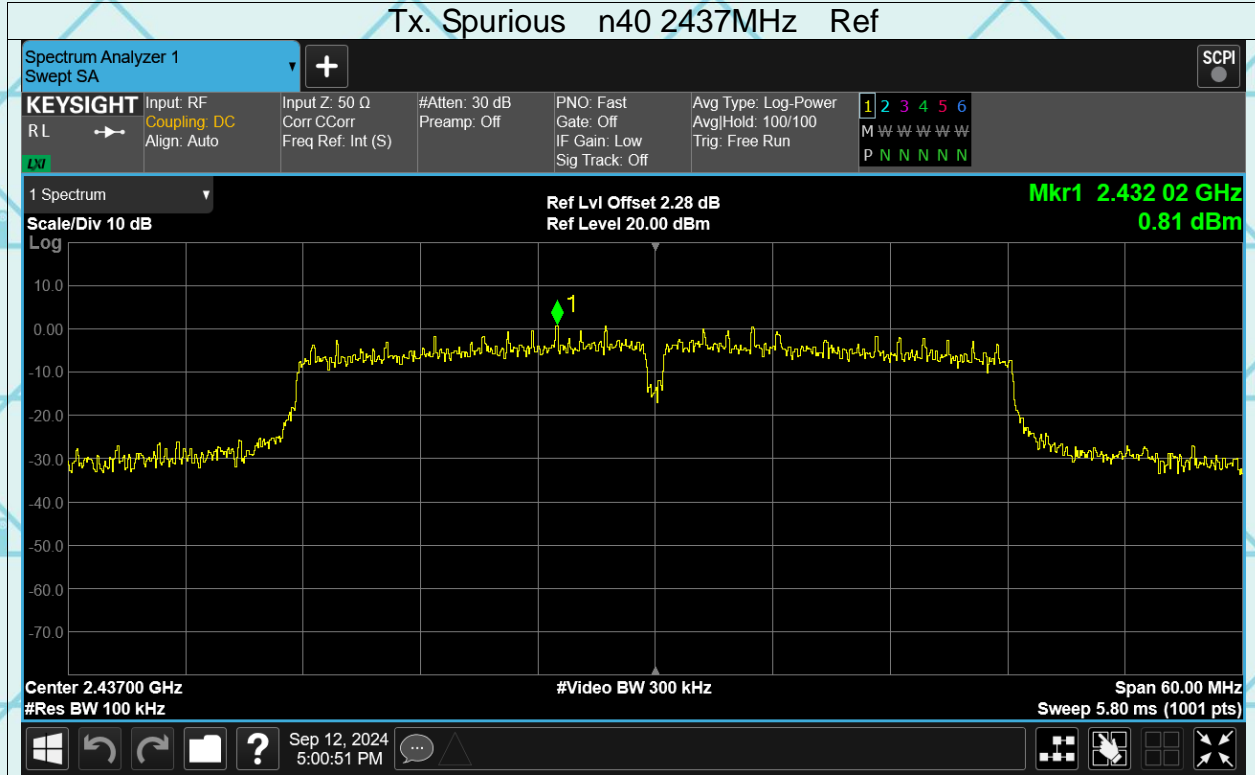 Tx. Spurious n40 2437MHz Ref
Spectrum Analyzer 1
Swept SA
SCPI
KEYSIGHT Input: RF Input Z: 50 Ω #Atten: 30 dB PNO: Fast Avg Type: Log-Power 1 2 3 4 5 6
R L Coupling: DC Corr CCorr Preamp: Off Gate: Off Avg|Hold: 100/100 M W W W W W W
Align: Auto Freq Ref: Int (S) IF Gain: Low Trig: Free Run
LXI Sig Track: Off P N N N N N N
1 Spectrum Ref Lvl Offset 2.28 dB Mkr1 2.432 02 GHz
Scale/Div 10 dB Ref Level 20.00 dBm 0.81 dBm
Log
10.0
1
0.00
-10.0
-20.0
-30.0
-40.0
-50.0
-60.0
-70.0
Center 2.43700 GHz #Video BW 300 kHz Span 60.00 MHz
#Res BW 100 kHz Sweep 5.80 ms (1001 pts)
? Sep 12, 2024
5:00:51 PM